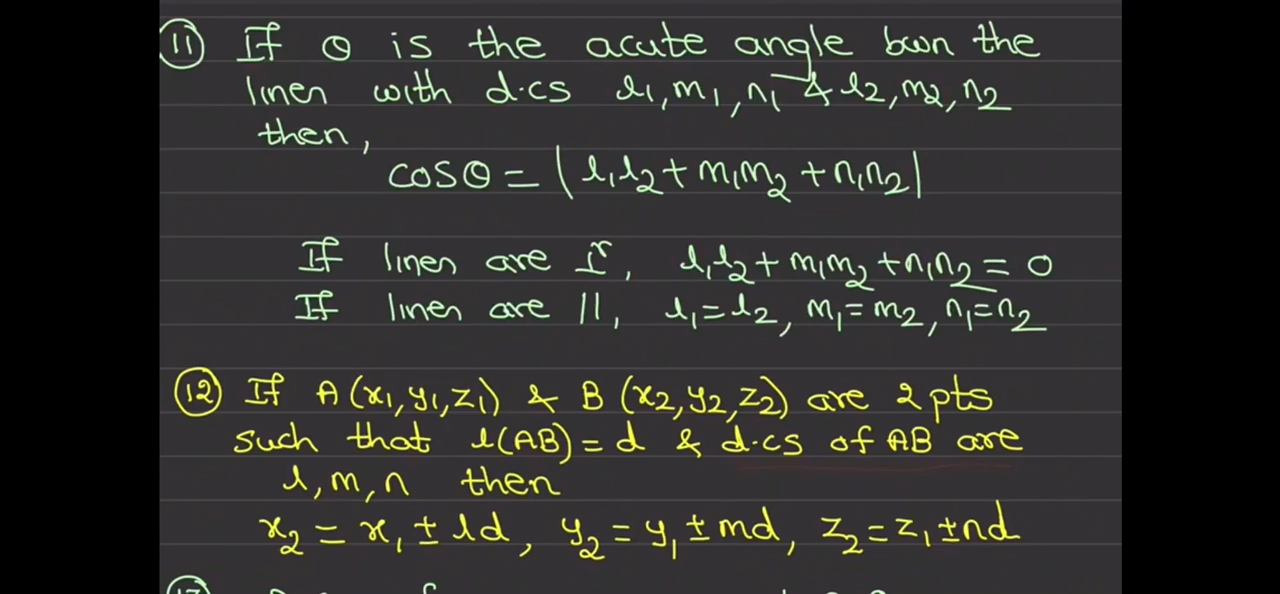 (11) If θ is the acute angle bwn the
lines with d.cs l1, m1, n1 & l2, m2, n2
then,
cosθ = | l1l2 + m1m2 + n1n2 |
If lines are ⊥r, l1l2 + m1m2 + n1n2 = 0
If lines are ||, l1 = l2, m1 = m2, n1 = n2
(12) If A (x1, y1, z1) & B (x2, y2, z2) are 2 pts
such that l(AB) = d & d.cs of AB are
l, m, n then
x2 = x1 ± ld, y2 = y1 ± md, z2 = z1 ± nd